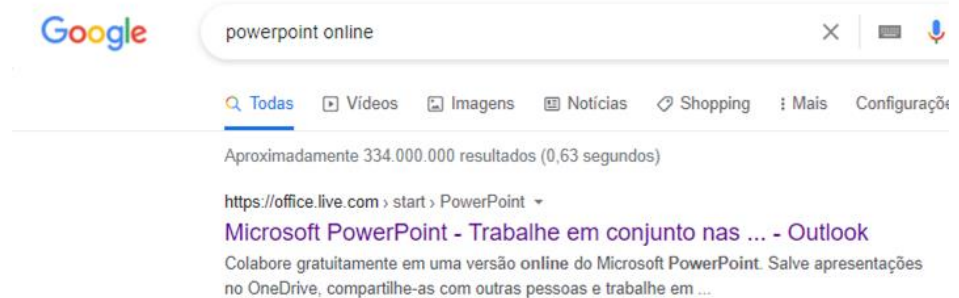 Google powerpoint online
Todas Vídeos Imagens Notícias Shopping Mais Configuraçõe
Aproximadamente 334.000.000 resultados (0,63 segundos)
https://office.live.com › start › PowerPoint
Microsoft PowerPoint - Trabalhe em conjunto nas ... - Outlook
Colabore gratuitamente em uma versão online do Microsoft PowerPoint. Salve apresentações
no OneDrive, compartilhe-as com outras pessoas e trabalhe em ...